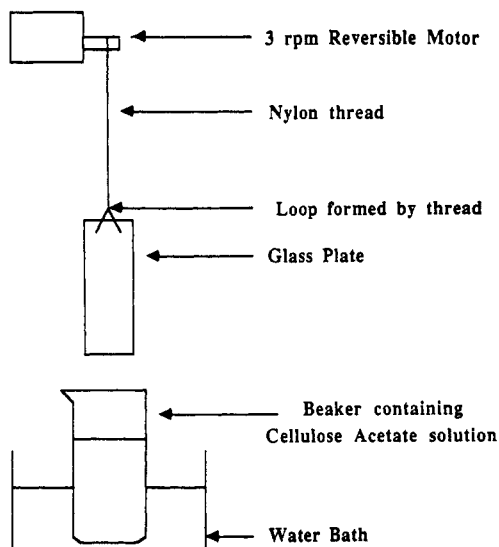 3 rpm Reversible Motor
Nylon thread
Loop formed by thread
Glass Plate
Beaker containing
Cellulose Acetate solution
Water Bath